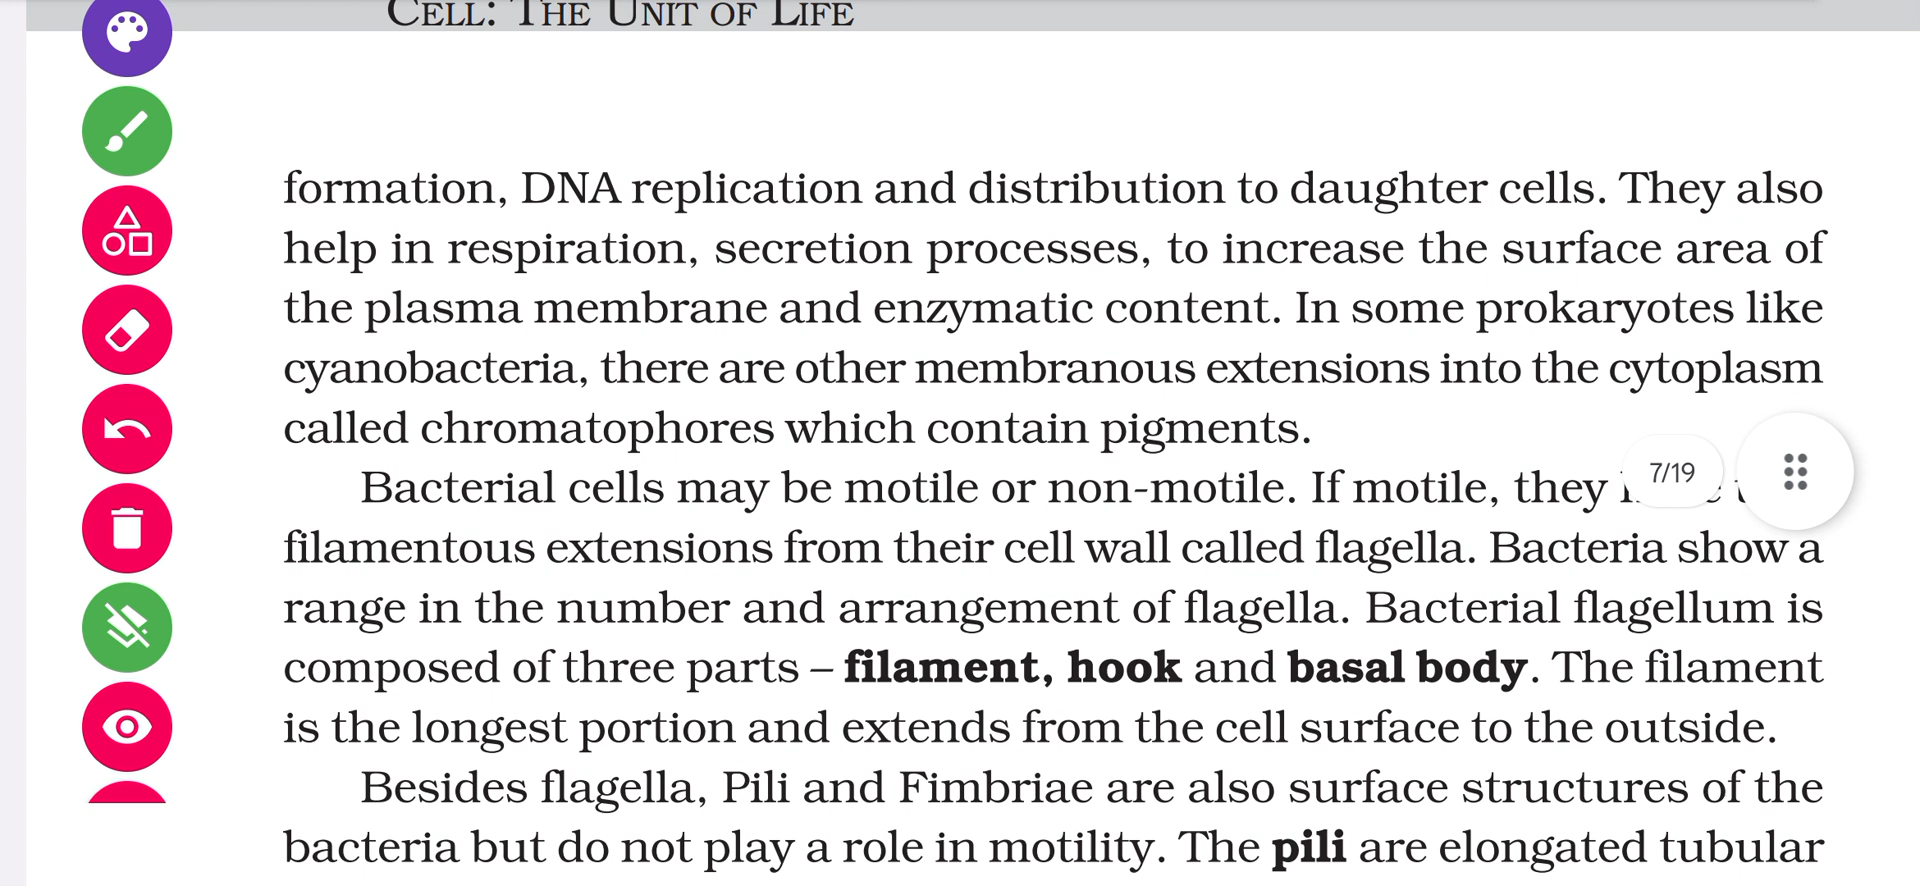 CELL: THE UNIT OF LIFE
formation, DNA replication and distribution to daughter cells. They also
help in respiration, secretion processes, to increase the surface area of
the plasma membrane and enzymatic content. In some prokaryotes like
cyanobacteria, there are other membranous extensions into the cytoplasm
called chromatophores which contain pigments.
Bacterial cells may be motile or non-motile. If motile, they
7/19
filamentous extensions from their cell wall called flagella. Bacteria show a
range in the number and arrangement of flagella. Bacterial flagellum is
composed of three parts – filament, hook and basal body. The filament
is the longest portion and extends from the cell surface to the outside.
Besides flagella, Pili and Fimbriae are also surface structures of the
bacteria but do not play a role in motility. The pili are elongated tubular